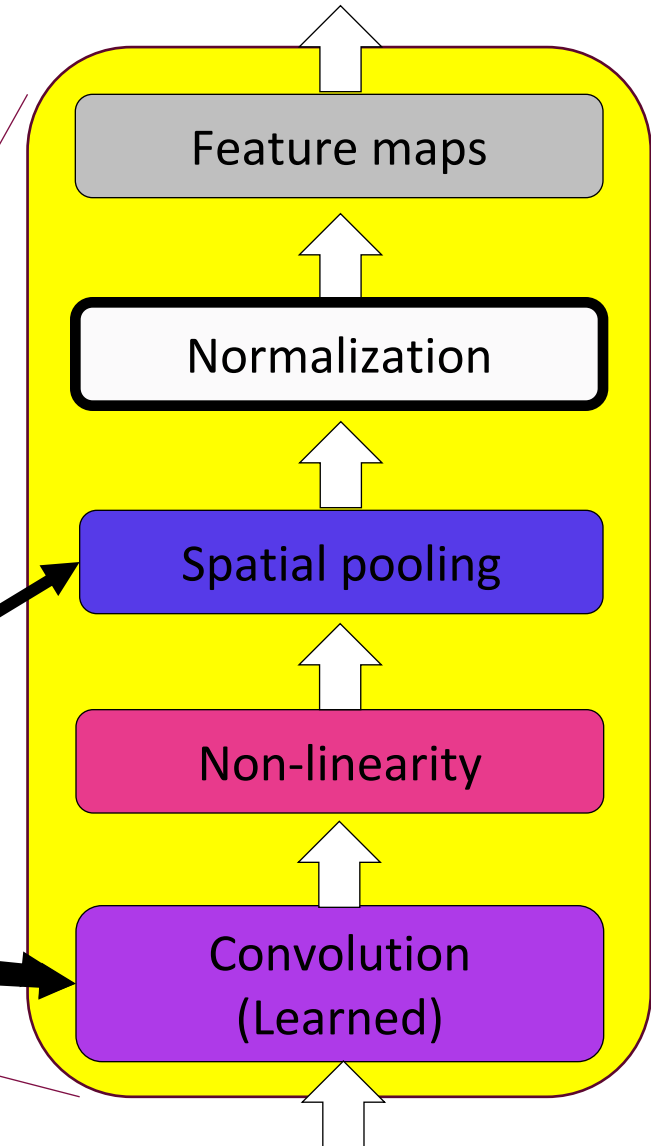 Feature maps
Normalization
Spatial pooling
Non-linearity
Convolution
(Learned)